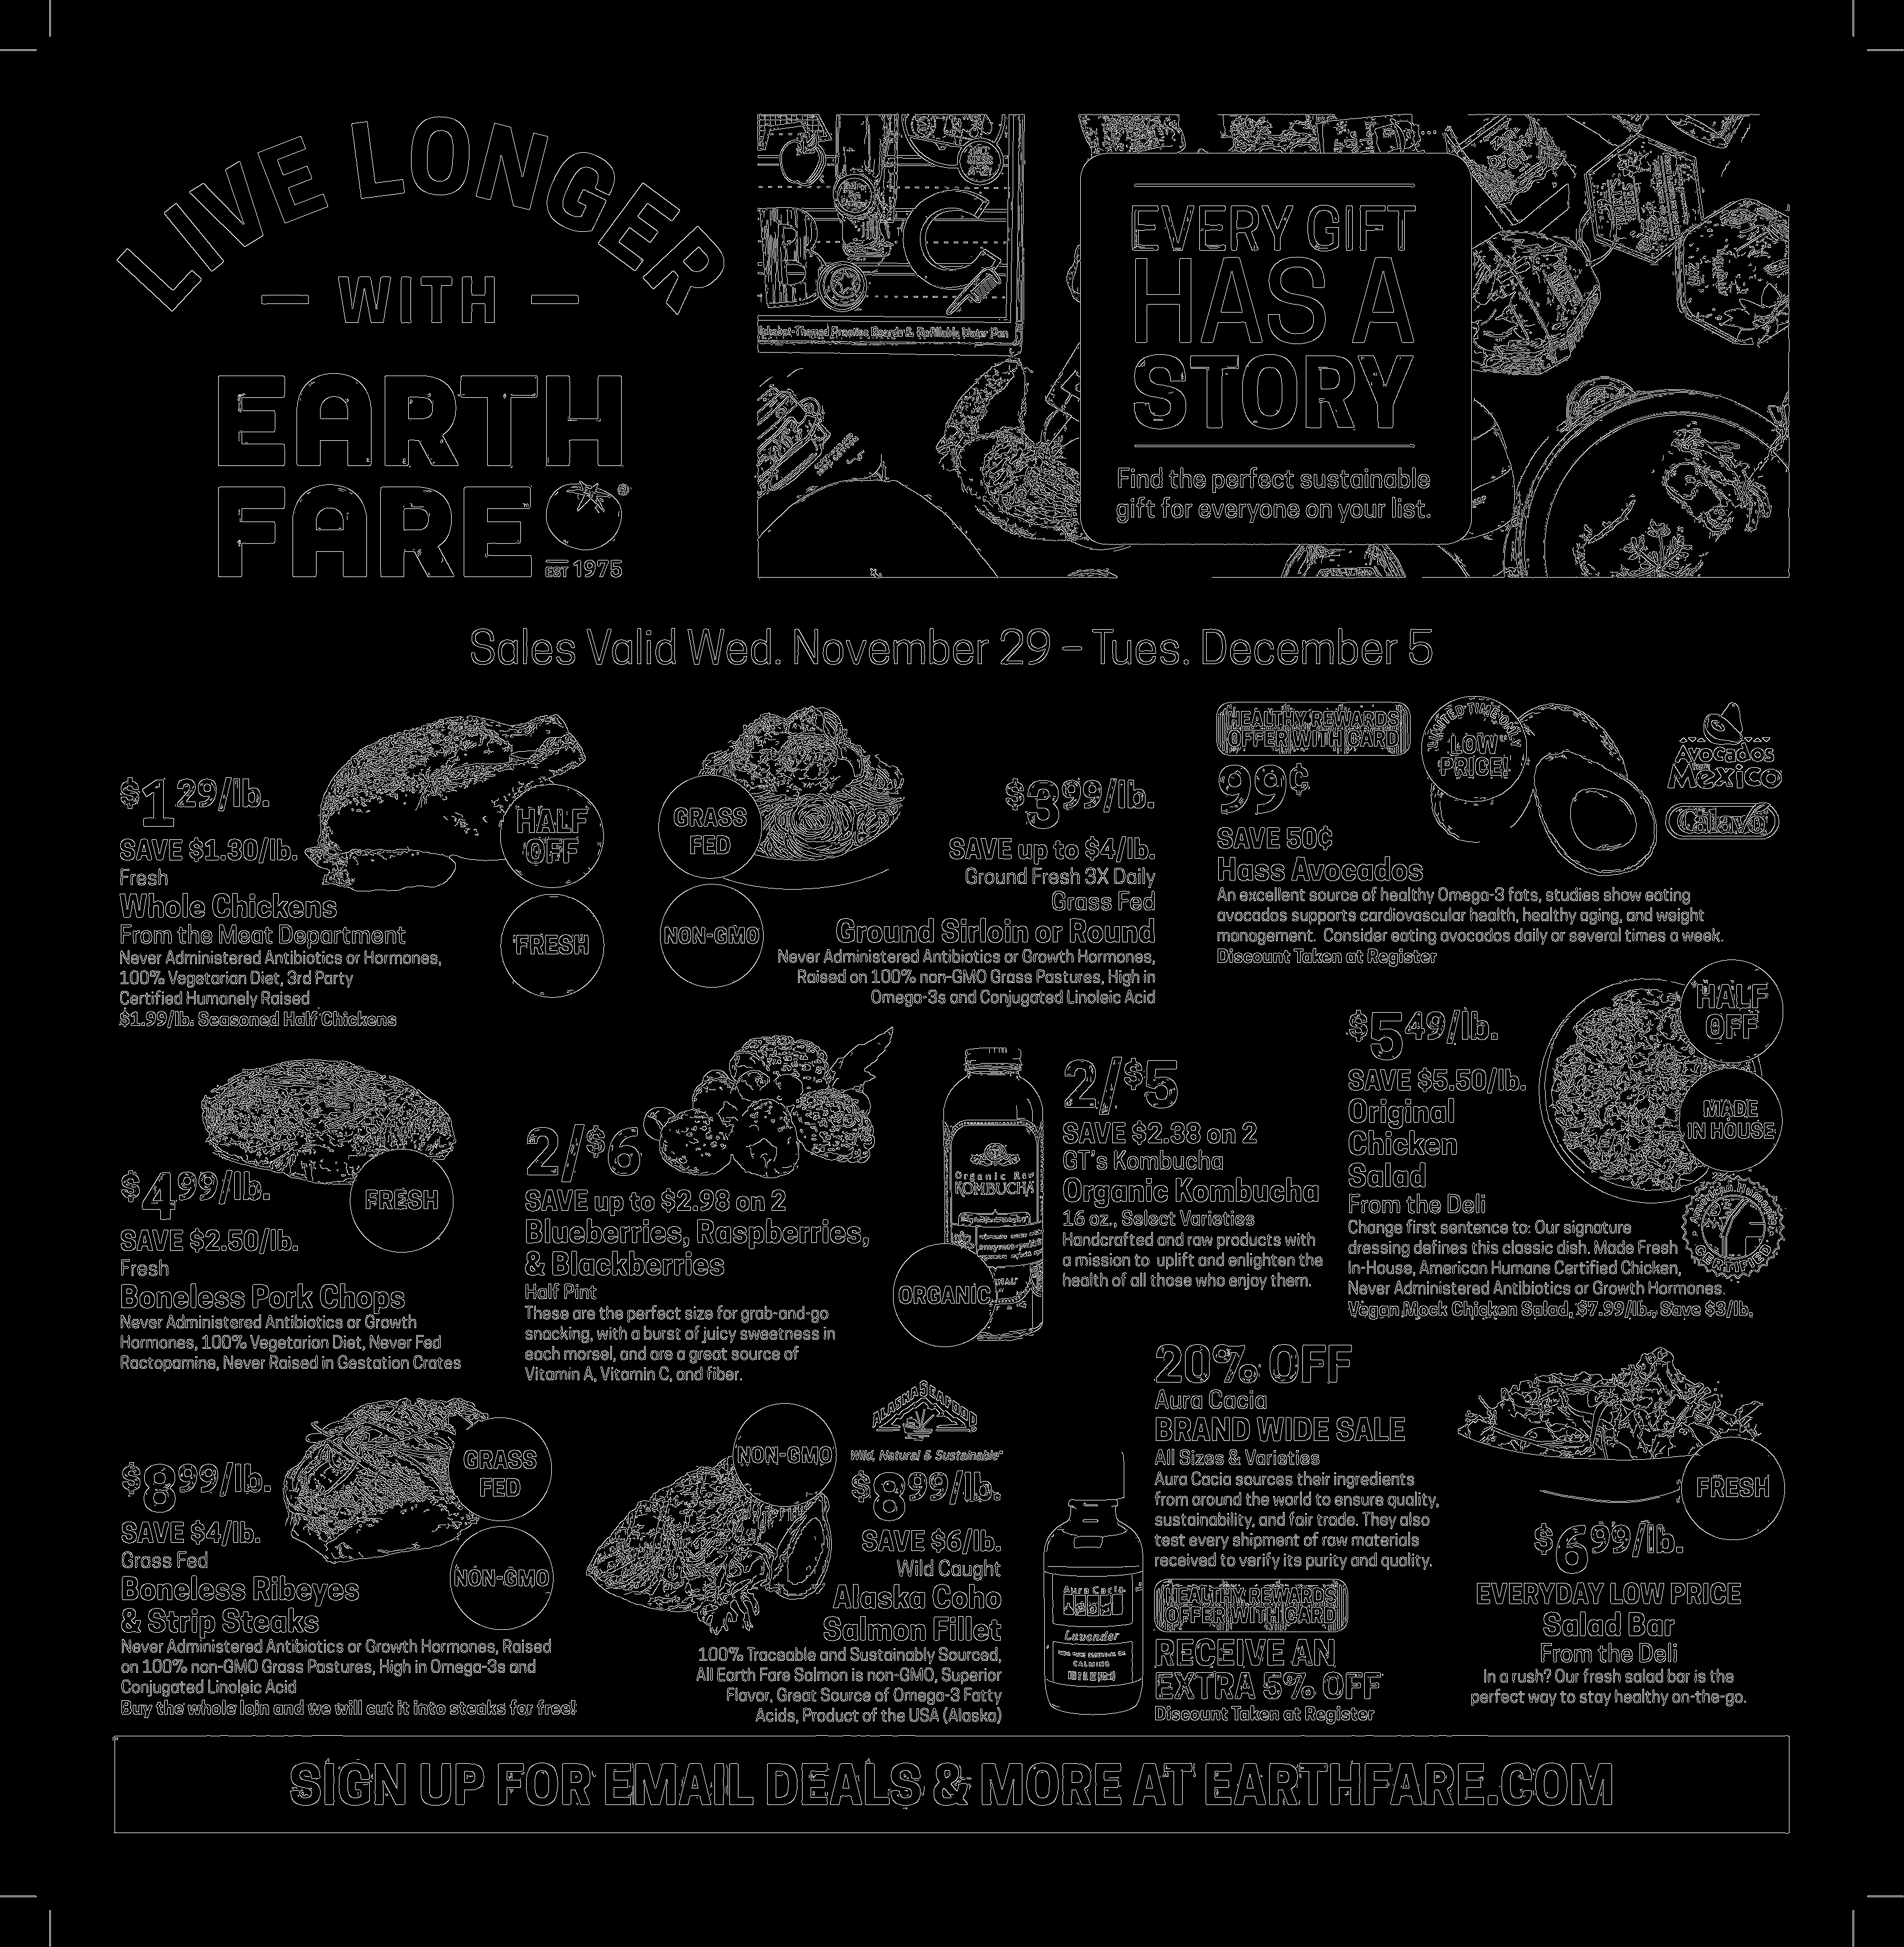 LIVE LONGER
WITH
EARTH
FARE
EST 1975
Alphabet-Themed Practice Boards & Refillable Water Pen
EVERY GIFT
HAS A
STORY
Find the perfect sustainable
gift for everyone on your list.
Sales Valid Wed. November 29 – Tues. December 5
$1 29/lb.
SAVE $1.30/lb.
Fresh
Whole Chickens
From the Meat Department
Never Administered Antibiotics or Hormones,
100% Vegetarian Diet, 3rd Party
Certified Humanely Raised
$1.99/lb. Seasoned Half Chickens
HALF
OFF
FRESH
GRASS
FED
NON-GMO
$3 99/lb.
SAVE up to $4/lb.
Ground Fresh 3X Daily
Grass Fed
Ground Sirloin or Round
Never Administered Antibiotics or Growth Hormones,
Raised on 100% non-GMO Grass Pastures, High in
Omega-3s and Conjugated Linoleic Acid
HEALTHY REWARDS
OFFER WITH CARD
LIMITED TIME ONLY
LOW
PRICE!
Avocados
from
Mexico
Calavo
99¢
SAVE 50¢
Hass Avocados
An excellent source of healthy Omega-3 fats, studies show eating
avocados supports cardiovascular health, healthy aging, and weight
management. Consider eating avocados daily or several times a week.
Discount Taken at Register
$4 99/lb.
SAVE $2.50/lb.
Fresh
Boneless Pork Chops
Never Administered Antibiotics or Growth
Hormones, 100% Vegetarian Diet, Never Fed
Ractopamine, Never Raised in Gestation Crates
FRESH
2/$6
SAVE up to $2.98 on 2
Blueberries, Raspberries,
& Blackberries
Half Pint
These are the perfect size for grab-and-go
snacking, with a burst of juicy sweetness in
each morsel, and are a great source of
Vitamin A, Vitamin C, and fiber.
Organic Raw
KOMBUCHA
ORGANIC
2/$5
SAVE $2.38 on 2
GT's Kombucha
Organic Kombucha
16 oz., Select Varieties
Handcrafted and raw products with
a mission to uplift and enlighten the
health of all those who enjoy them.
$5 49/lb.
SAVE $5.50/lb.
Original
Chicken
Salad
From the Deli
Change first sentence to: Our signature
dressing defines this classic dish. Made Fresh
In-House, American Humane Certified Chicken,
Never Administered Antibiotics or Growth Hormones.
Vegan Mock Chicken Salad, $7.99/lb., Save $3/lb.
HALF
OFF
MADE
IN HOUSE
American Humane
CERTIFIED
$8 99/lb.
SAVE $4/lb.
Grass Fed
Boneless Ribeyes
& Strip Steaks
Never Administered Antibiotics or Growth Hormones, Raised
on 100% non-GMO Grass Pastures, High in Omega-3s and
Conjugated Linoleic Acid
Buy the whole loin and we will cut it into steaks for free!
GRASS
FED
NON-GMO
NON-GMO
ALASKA SEAFOOD
Wild, Natural & Sustainable
$8 99/lb.
SAVE $6/lb.
Wild Caught
Alaska Coho
Salmon Fillet
100% Traceable and Sustainably Sourced,
All Earth Fare Salmon is non-GMO, Superior
Flavor, Great Source of Omega-3 Fatty
Acids, Product of the USA (Alaska)
Aura Cacia
Lavender
CALMING
20% OFF
Aura Cacia
BRAND WIDE SALE
All Sizes & Varieties
Aura Cacia sources their ingredients
from around the world to ensure quality,
sustainability, and fair trade. They also
test every shipment of raw materials
received to verify its purity and quality.
HEALTHY REWARDS
OFFER WITH CARD
RECEIVE AN
EXTRA 5% OFF
Discount Taken at Register
FRESH
$6 99/lb.
EVERYDAY LOW PRICE
Salad Bar
From the Deli
In a rush? Our fresh salad bar is the
perfect way to stay healthy on-the-go.
SIGN UP FOR EMAIL DEALS & MORE AT EARTHFARE.COM